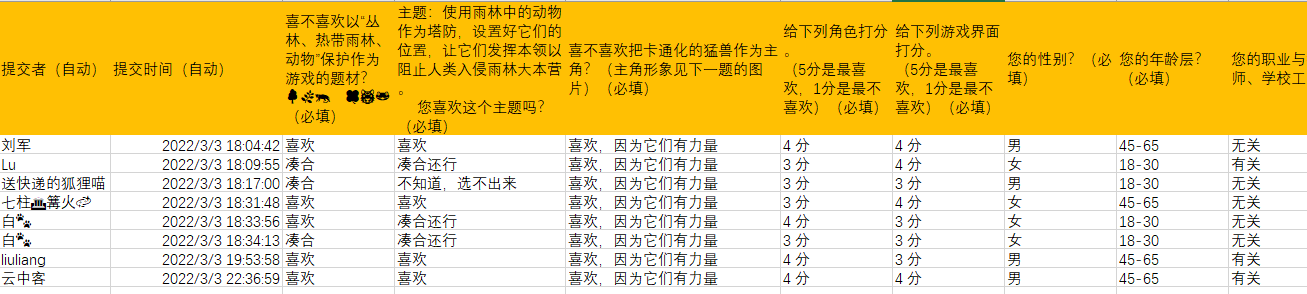 提交者（自动）
提交时间（自动）
喜不喜欢以“丛
林、热带雨林、
动物”保护作为
游戏的题材？
（必填）
主题：使用雨林中的动物
作为塔防，设置好它们的
位置，让它们发挥本领以
阻止人类入侵雨林大本营
。
您喜欢这个主题吗？
（必填）
喜不喜欢把卡通化的猛兽作为主
角？（主角形象见下一题的图
片）（必填）
给下列角色打分
。
（5分是最喜
欢，1分是最不
喜欢）（必填）
给下列游戏界面
打分。
（5分是最喜
欢，1分是最不
喜欢）（必填）
您的性别？（必
填）
您的年龄层？
（必填）
您的职业与
师、学校工
刘军 2022/3/3 18:04:42 喜欢 喜欢 喜欢，因为它们有力量 4 分 4 分 男 45-65 无关
Lu 2022/3/3 18:09:55 凑合 凑合还行 喜欢，因为它们有力量 3 分 4 分 女 18-30 有关
送快递的狐狸喵 2022/3/3 18:17:00 凑合 不知道，选不出来 喜欢，因为它们有力量 3 分 3 分 男 18-30 无关
七柱♨篝火 2022/3/3 18:31:48 喜欢 喜欢 喜欢，因为它们有力量 3 分 4 分 女 45-65 无关
白🐾 2022/3/3 18:33:56 喜欢 凑合还行 喜欢，因为它们有力量 4 分 4 分 女 18-30 无关
白🐾 2022/3/3 18:34:13 凑合 凑合还行 喜欢，因为它们有力量 3 分 3 分 女 18-30 无关
liuliang 2022/3/3 19:53:58 喜欢 喜欢 喜欢，因为它们有力量 4 分 3 分 男 45-65 有关
云中客 2022/3/3 22:36:59 喜欢 喜欢 喜欢，因为它们有力量 4 分 4 分 男 45-65 有关